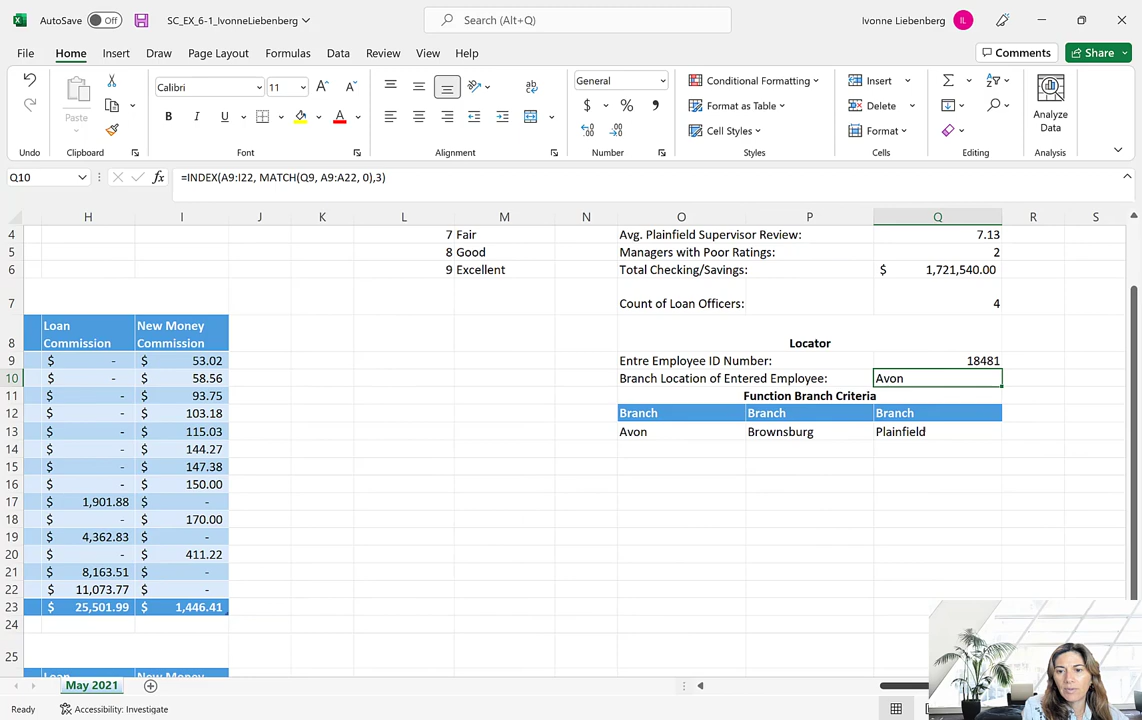 AutoSave Off SC_EX_6-1_IvonneLiebenberg Search (Alt+Q) Ivonne Liebenberg IL
File Home Insert Draw Page Layout Formulas Data Review View Help Comments Share
Calibri 11 General Conditional Formatting Insert
Paste B I U A $ % , Format as Table Delete Analyze Data
Cell Styles Format
Undo Clipboard Font Alignment Number Styles Cells Editing Analysis
Q10 fx =INDEX(A9:I22, MATCH(Q9, A9:A22, 0),3)
H I J K L M N O P Q R S
4 7 Fair Avg. Plainfield Supervisor Review: 7.13
5 8 Good Managers with Poor Ratings: 2
6 9 Excellent Total Checking/Savings: $ 1,721,540.00
7 Count of Loan Officers: 4
8 Loan Commission New Money Commission Locator
9 $ - $ 53.02 Entre Employee ID Number: 18481
10 $ - $ 58.56 Branch Location of Entered Employee: Avon
11 $ - $ 93.75 Function Branch Criteria
12 $ - $ 103.18 Branch Branch Branch
13 $ - $ 115.03 Avon Brownsburg Plainfield
14 $ - $ 144.27
15 $ - $ 147.38
16 $ - $ 150.00
17 $ 1,901.88 $ -
18 $ - $ 170.00
19 $ 4,362.83 $ -
20 $ - $ 411.22
21 $ 8,163.51 $ -
22 $ 11,073.77 $ -
23 $ 25,501.99 $ 1,446.41
24
25
Loan New Money
May 2021
Ready Accessibility: Investigate